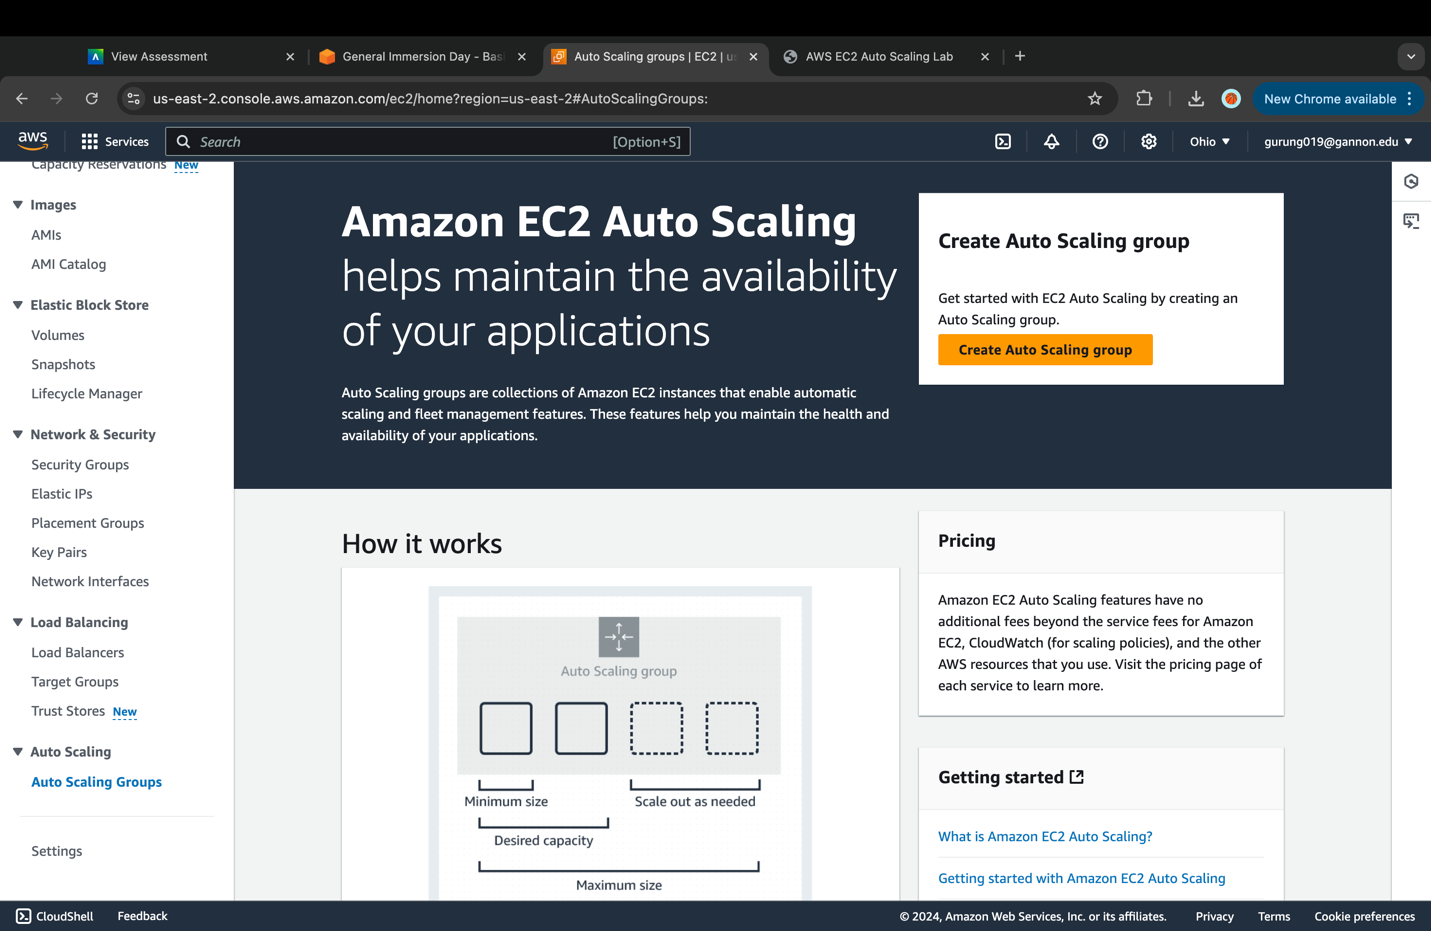 View Assessment
General Immersion Day - Bas
Auto Scaling groups | EC2 | us
AWS EC2 Auto Scaling Lab
us-east-2.console.aws.amazon.com/ec2/home?region=us-east-2#AutoScalingGroups:
New Chrome available
aws
Services
Search
[Option+S]
Ohio
gurung019@gannon.edu
Capacity Reservations New
Images
AMIs
AMI Catalog
Elastic Block Store
Volumes
Snapshots
Lifecycle Manager
Network & Security
Security Groups
Elastic IPs
Placement Groups
Key Pairs
Network Interfaces
Load Balancing
Load Balancers
Target Groups
Trust Stores New
Auto Scaling
Auto Scaling Groups
Settings
Amazon EC2 Auto Scaling
helps maintain the availability
of your applications
Auto Scaling groups are collections of Amazon EC2 instances that enable automatic
scaling and fleet management features. These features help you maintain the health and
availability of your applications.
Create Auto Scaling group
Get started with EC2 Auto Scaling by creating an
Auto Scaling group.
Create Auto Scaling group
How it works
Auto Scaling group
Minimum size
Scale out as needed
Desired capacity
Maximum size
Pricing
Amazon EC2 Auto Scaling features have no
additional fees beyond the service fees for Amazon
EC2, CloudWatch (for scaling policies), and the other
AWS resources that you use. Visit the pricing page of
each service to learn more.
Getting started
What is Amazon EC2 Auto Scaling?
Getting started with Amazon EC2 Auto Scaling
CloudShell
Feedback
© 2024, Amazon Web Services, Inc. or its affiliates.
Privacy
Terms
Cookie preferences